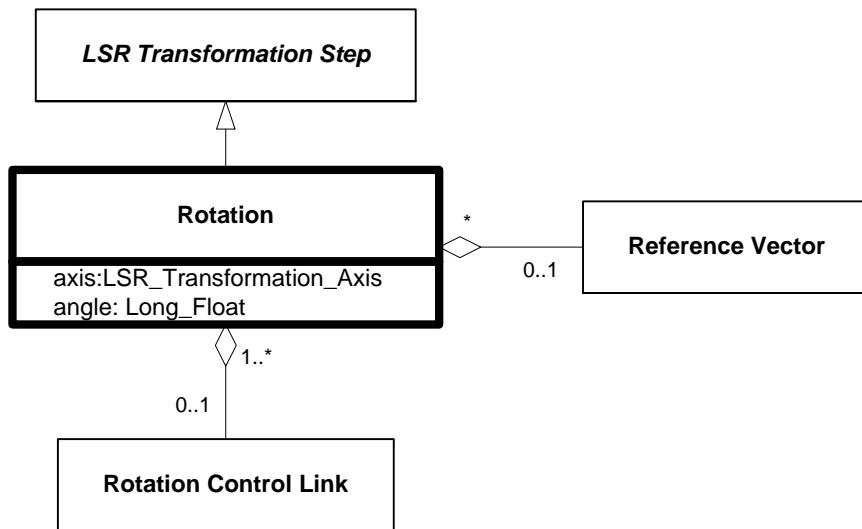 LSR Transformation Step
Rotation
axis:LSR_Transformation_Axis
angle: Long_Float
*
0..1
Reference Vector
1..*
0..1
Rotation Control Link